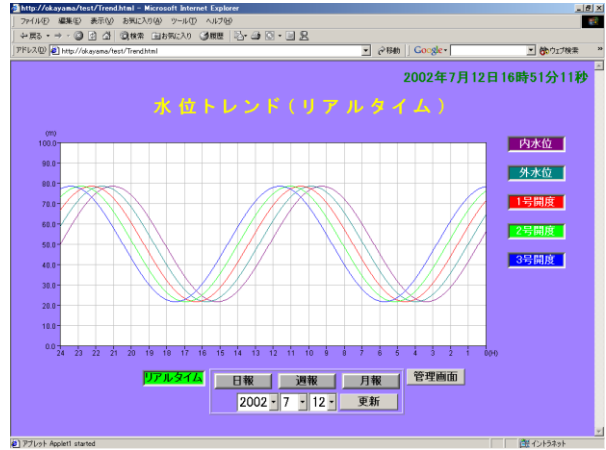 http://okayama/test/Trend.html - Microsoft Internet Explorer
ファイル(F) 編集(E) 表示(V) お気に入り(A) ツール(T) ヘルプ(H)
戻る 検索 お気に入り 履歴
アドレス(D) http://okayama/test/Trend.html 移動 Google ウェブ検索 »
2002年7月12日16時51分11秒
水位トレンド(リアルタイム)
(m)
100.0
90.0
80.0
70.0
60.0
50.0
40.0
30.0
20.0
10.0
0.0
24 23 22 21 20 19 18 17 16 15 14 13 12 11 10 9 8 7 6 5 4 3 2 1 0(H)
内水位
外水位
1号開度
2号開度
3号開度
リアルタイム 日報 週報 月報 管理画面
2002 7 12 更新
アプレット Applet1 started イントラネット